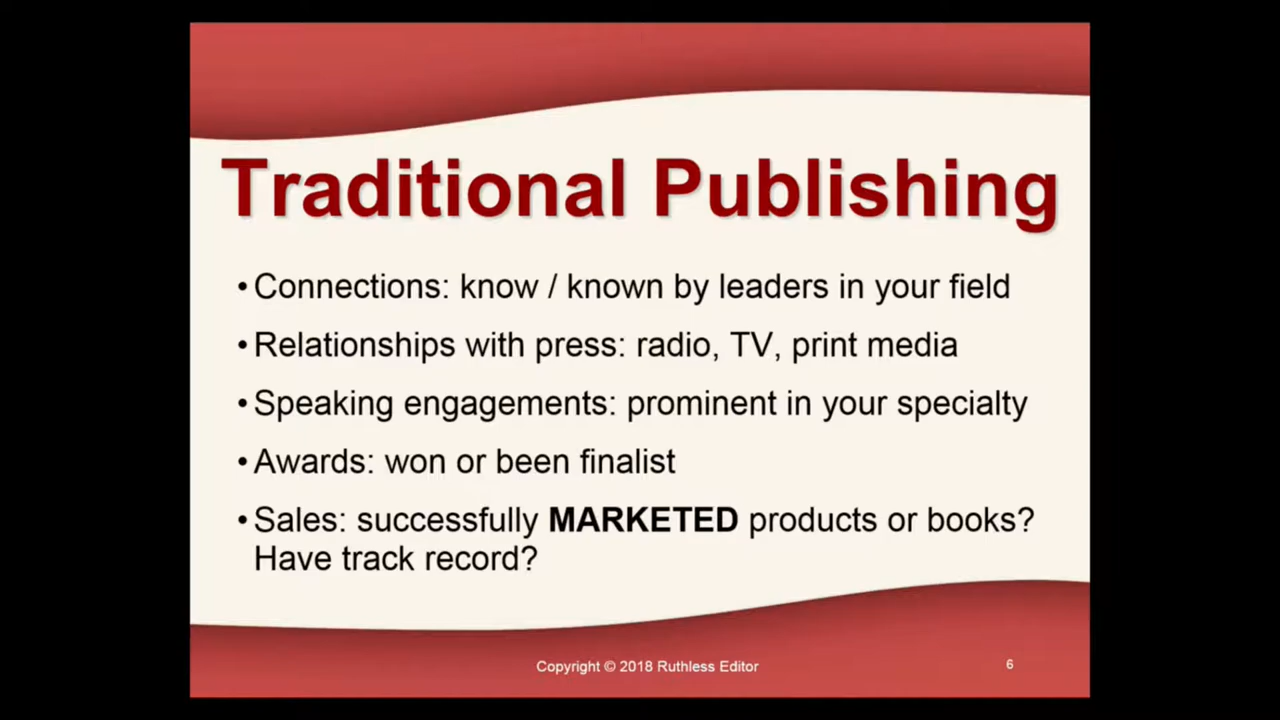 Traditional Publishing
• Connections: know / known by leaders in your field
• Relationships with press: radio, TV, print media
• Speaking engagements: prominent in your specialty
• Awards: won or been finalist
• Sales: successfully MARKETED products or books?
Have track record?
Copyright © 2018 Ruthless Editor
6